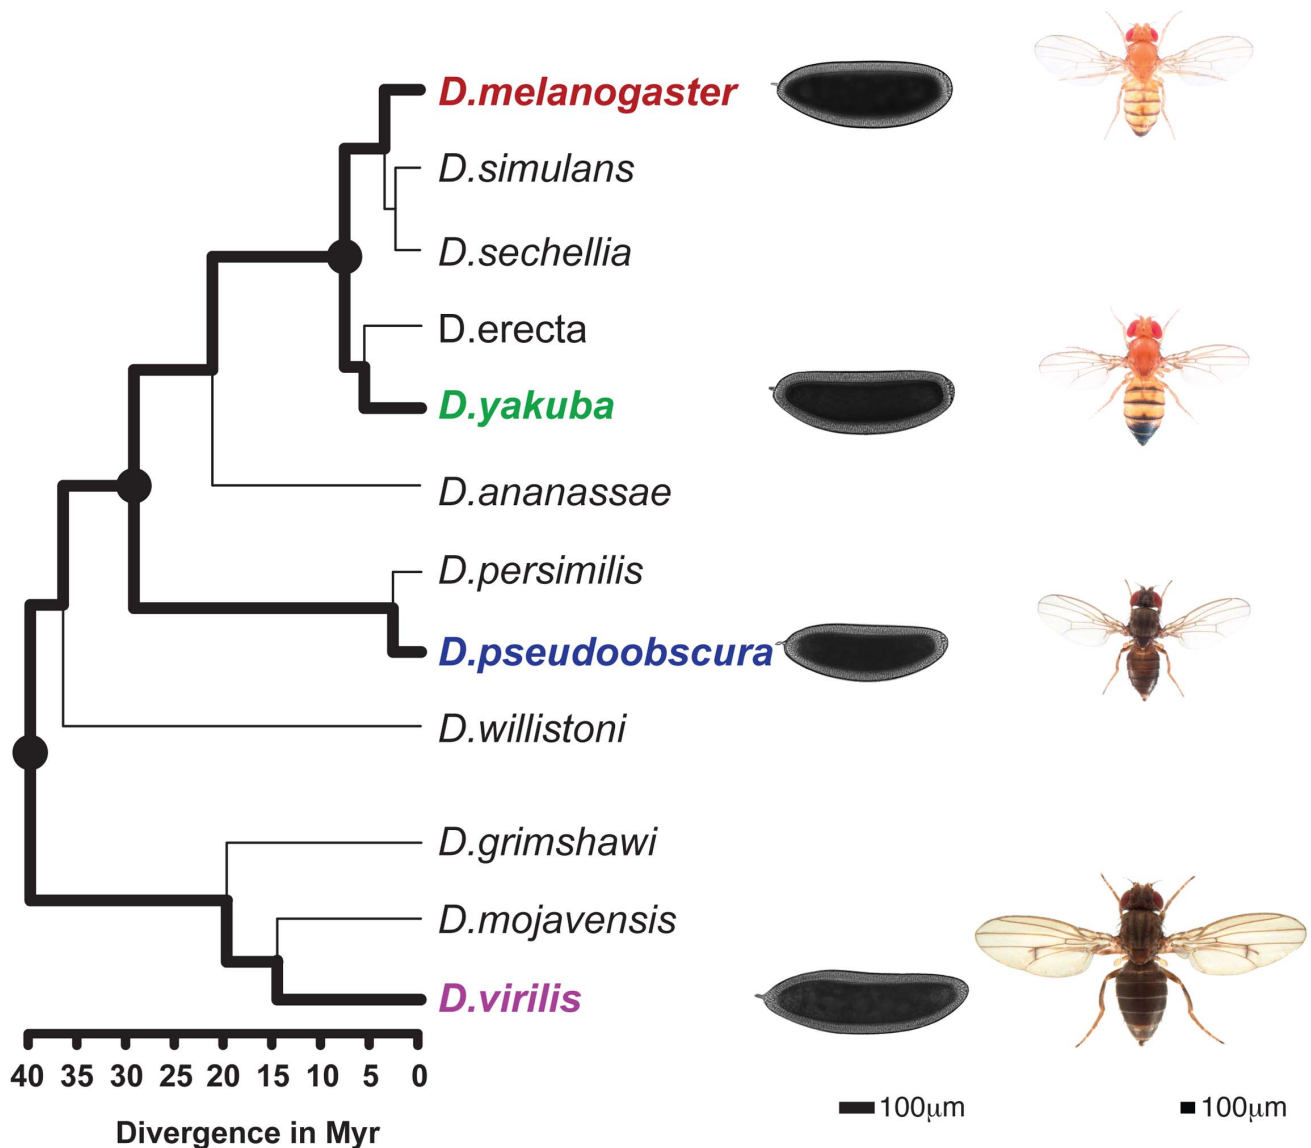 D.melanogaster
D.simulans
D.sechellia
D.erecta
D.yakuba
D.ananassae
D.persimilis
D.pseudoobscura
D.willistoni
D.grimshawi
D.mojavensis
D.virilis
40 35 30 25 20 15 10 5 0
Divergence in Myr
100μm
100μm